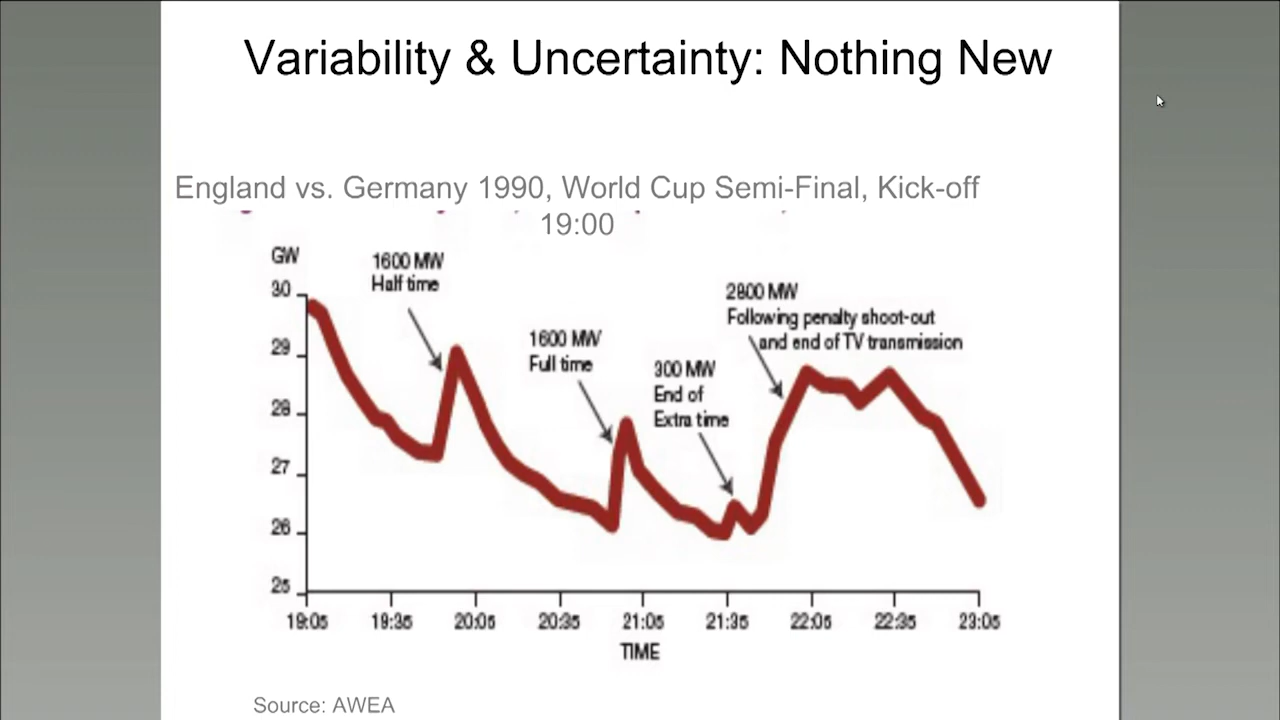 Variability & Uncertainty: Nothing New
England vs. Germany 1990, World Cup Semi-Final, Kick-off
19:00
GW
1600 MW
Half time
1600 MW
Full time
300 MW
End of
Extra time
2800 MW
Following penalty shoot-out
and end of TV transmission
30
29
28
27
26
25
19:05 19:35 20:05 20:35 21:05 21:35 22:05 22:35 23:05
TIME
Source: AWEA